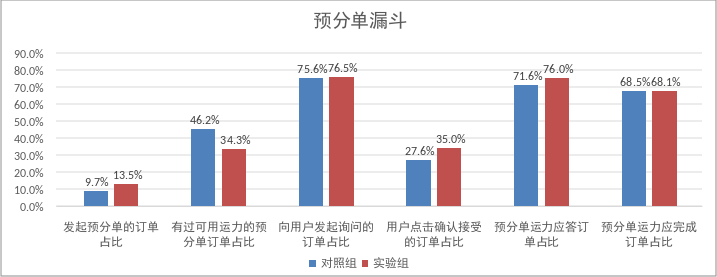 预分单漏斗
90.0%
80.0%
70.0%
60.0%
50.0%
40.0%
30.0%
20.0%
10.0%
0.0%
9.7% 13.5%
46.2% 34.3%
75.6% 76.5%
27.6% 35.0%
71.6% 76.0%
68.5% 68.1%
发起预分单的订单
占比
有过可用运力的预
分单订单占比
向用户发起询问的
订单占比
用户点击确认接受
的订单占比
预分单运力应答订
单占比
预分单运力应完成
订单占比
对照组 实验组